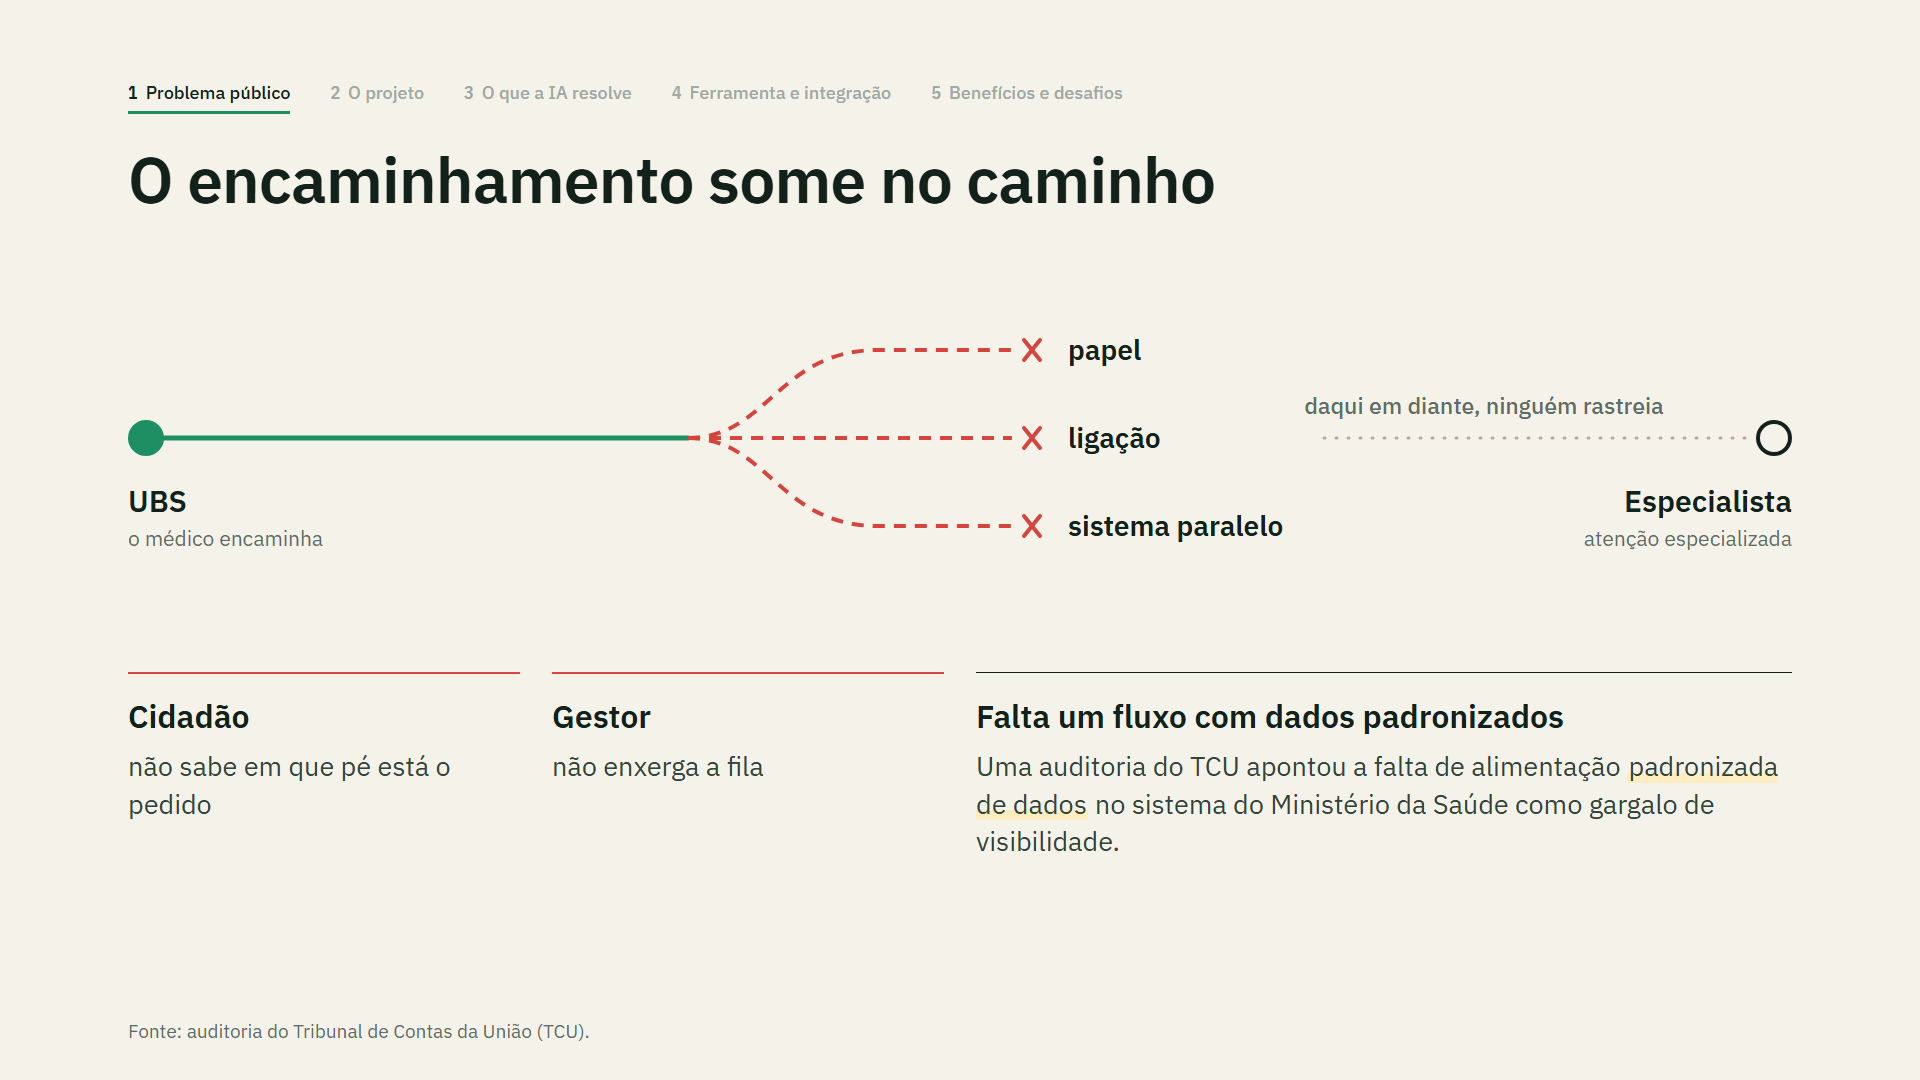 1 Problema público 2 O projeto 3 O que a IA resolve 4 Ferramenta e integração 5 Benefícios e desafios
O encaminhamento some no caminho
papel
daqui em diante, ninguém rastreia
ligação
UBS
o médico encaminha
sistema paralelo
Especialista
atenção especializada
Cidadão
não sabe em que pé está o
pedido
Gestor
não enxerga a fila
Falta um fluxo com dados padronizados
Uma auditoria do TCU apontou a falta de alimentação padronizada
de dados no sistema do Ministério da Saúde como gargalo de
visibilidade.
Fonte: auditoria do Tribunal de Contas da União (TCU).